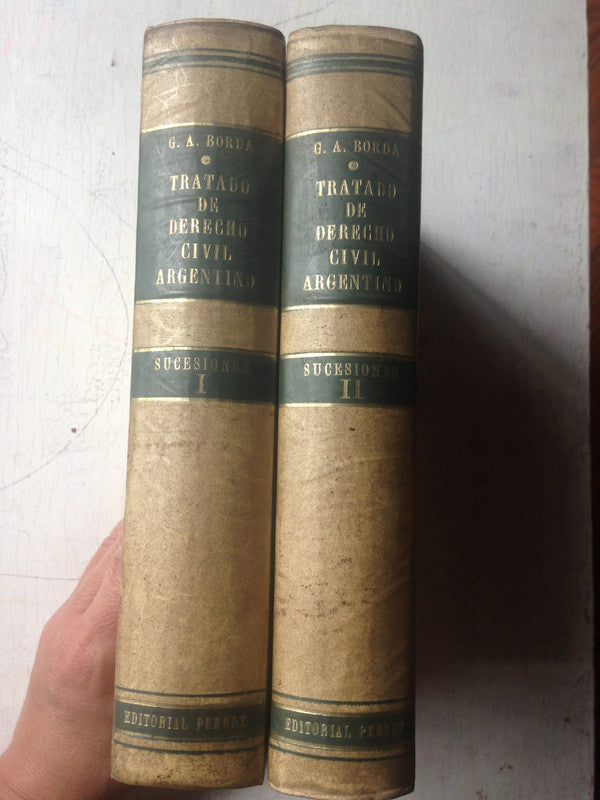 G. A. BORDA
TRATADO
DE
DERECHO
CIVIL
ARGENTINO
SUCESIONES
I
EDITORIAL PERROT
G. A. BORDA
TRATADO
DE
DERECHO
CIVIL
ARGENTINO
SUCESIONES
II
EDITORIAL PERROT